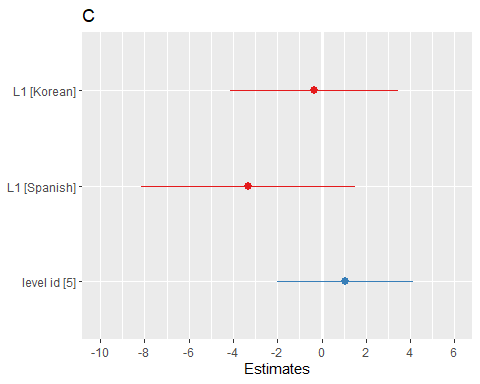 C
L1 [Korean]
L1 [Spanish]
level id [5]
-10 -8 -6 -4 -2 0 2 4 6
Estimates